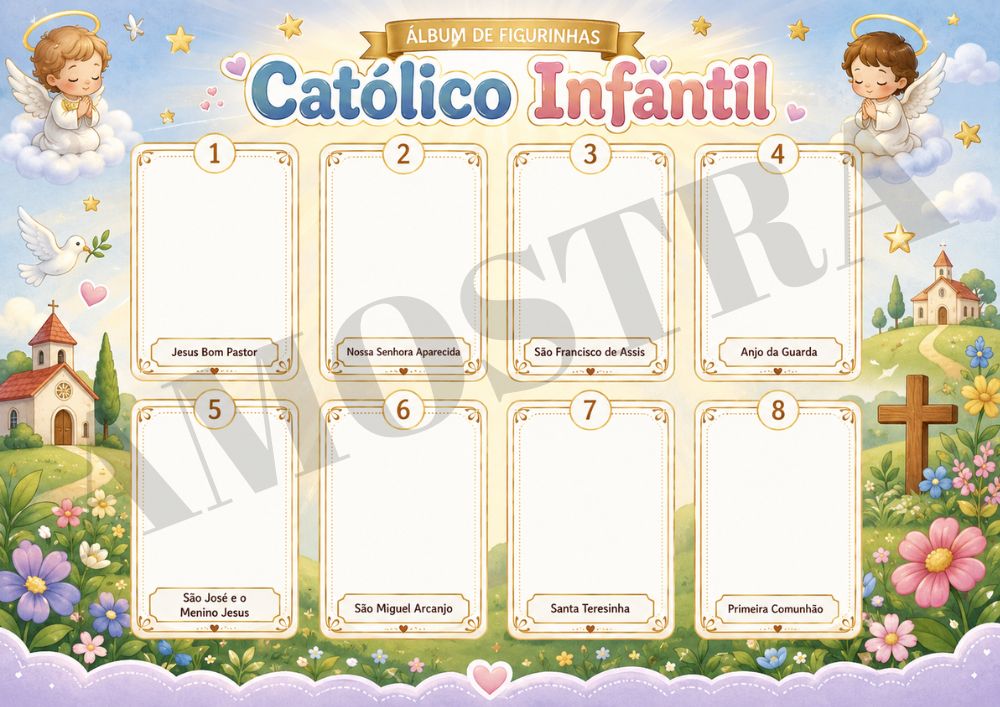 ÁLBUM DE FIGURINHAS
Católico Infantil
1
2
3
4
Jesus Bom Pastor
Nossa Senhora Aparecida
São Francisco de Assis
Anjo da Guarda
5
6
7
8
São José e o
Menino Jesus
São Miguel Arcanjo
Santa Teresinha
Primeira Comunhão
AMOSTRA